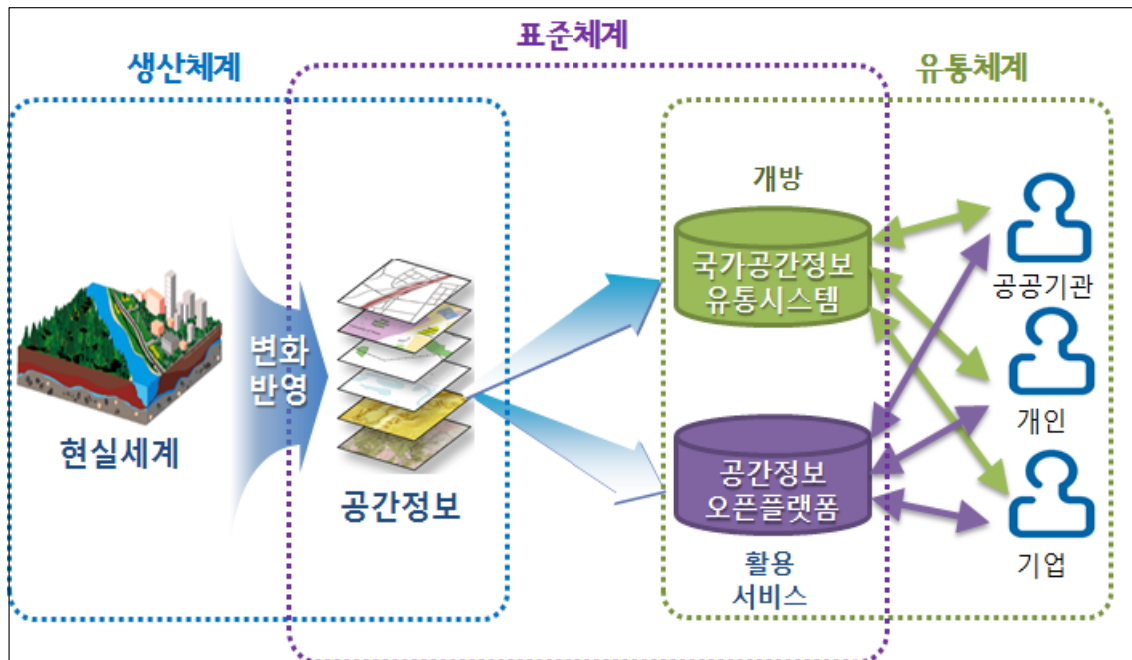 표준체계
생산체계
유통체계
개방
국가공간정보
유통시스템
공공기관
변화
반영
개인
현실세계
공간정보
공간정보
오픈플랫폼
기업
활용
서비스